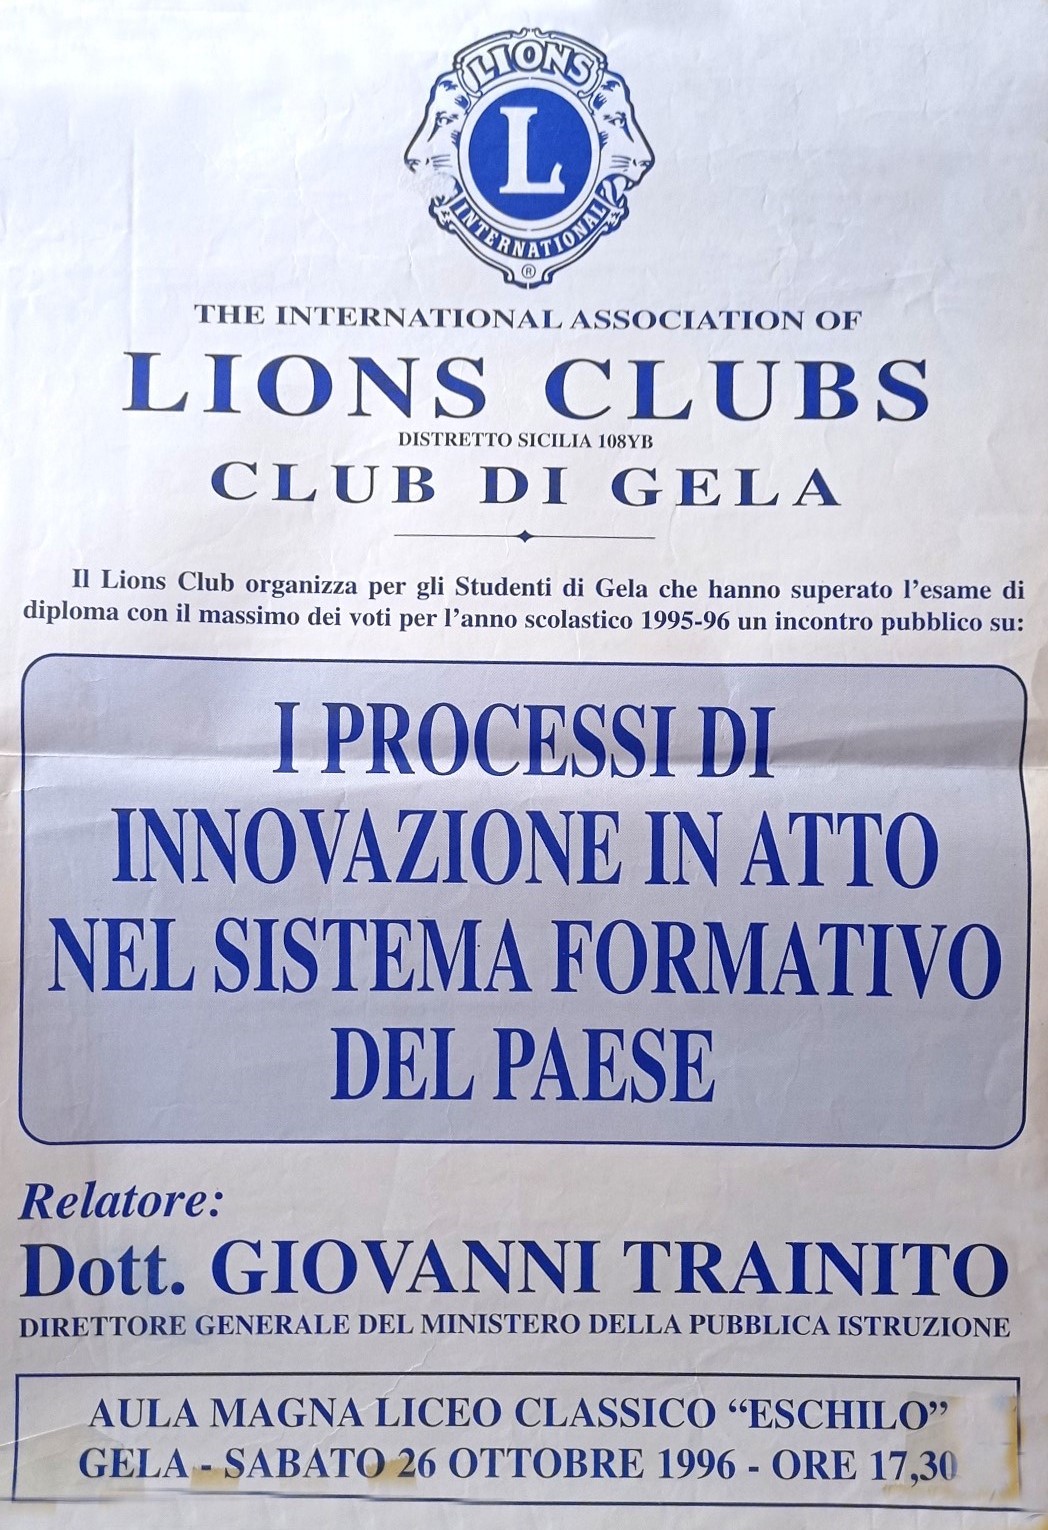 LIONS
L
INTERNATIONAL
®
THE INTERNATIONAL ASSOCIATION OF
LIONS CLUBS
DISTRETTO SICILIA 108YB
CLUB DI GELA
Il Lions Club organizza per gli Studenti di Gela che hanno superato l'esame di
diploma con il massimo dei voti per l'anno scolastico 1995-96 un incontro pubblico su:
I PROCESSI DI
INNOVAZIONE IN ATTO
NEL SISTEMA FORMATIVO
DEL PAESE
Relatore:
Dott. GIOVANNI TRAINITO
DIRETTORE GENERALE DEL MINISTERO DELLA PUBBLICA ISTRUZIONE
AULA MAGNA LICEO CLASSICO “ESCHILO”
GELA - SABATO 26 OTTOBRE 1996 - ORE 17,30